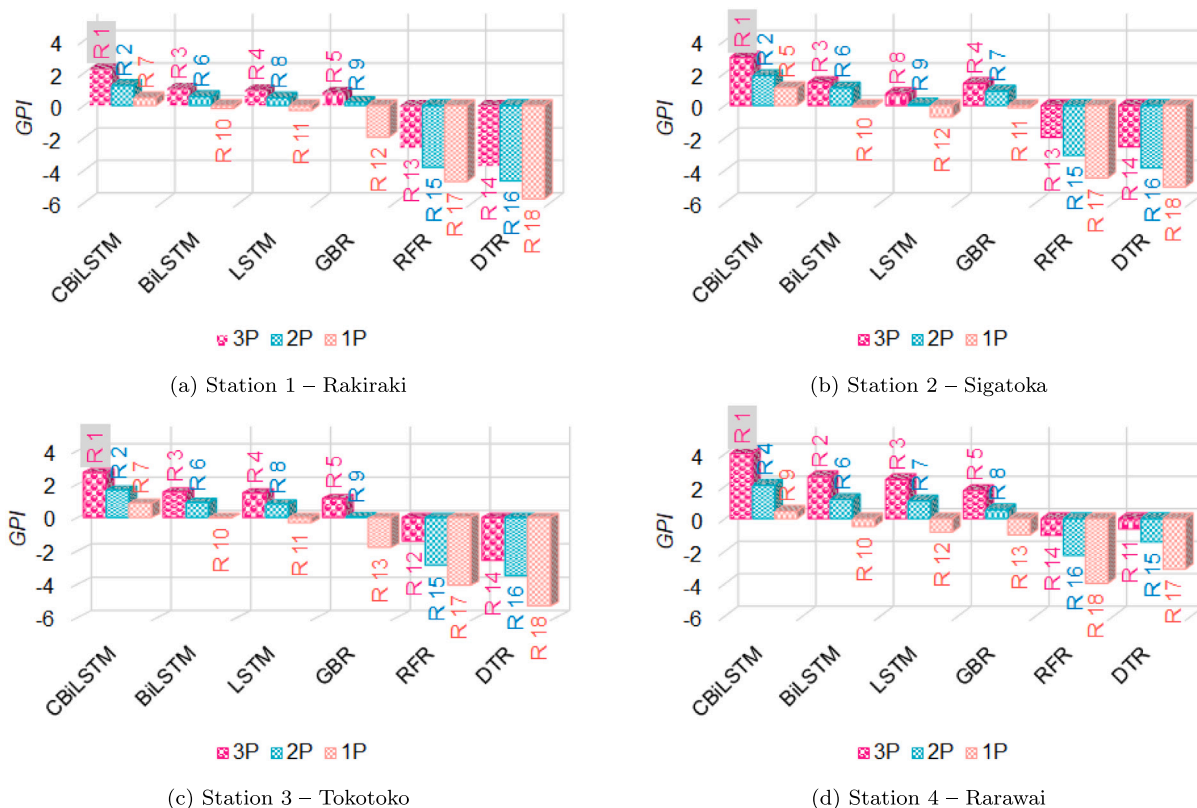 4
2
0
-2
-4
-6
GPI
R 1
R 2
R 7
R 3
R 6
R 10
R 4
R 8
R 11
R 5
R 9
R 12
R 13
R 15
R 17
R 14
R 16
R 18
CBiLSTM
BiLSTM
LSTM
GBR
RFR
DTR
3P 2P 1P
(a) Station 1 – Rakiraki
4
2
0
-2
-4
-6
GPI
R 1
R 2
R 5
R 3
R 6
R 10
R 8
R 9
R 12
R 4
R 7
R 11
R 13
R 15
R 17
R 14
R 16
R 18
CBiLSTM
BiLSTM
LSTM
GBR
RFR
DTR
3P 2P 1P
(b) Station 2 – Sigatoka
4
2
0
-2
-4
-6
GPI
R 1
R 2
R 7
R 3
R 6
R 10
R 4
R 8
R 11
R 5
R 9
R 13
R 12
R 15
R 17
R 14
R 16
R 18
CBiLSTM
BiLSTM
LSTM
GBR
RFR
DTR
3P 2P 1P
(c) Station 3 – Tokotoko
4
2
0
-2
-4
-6
GPI
R 1
R 4
R 9
R 2
R 6
R 10
R 3
R 7
R 12
R 5
R 8
R 13
R 14
R 16
R 18
R 11
R 15
R 17
CBiLSTM
BiLSTM
LSTM
GBR
RFR
DTR
3P 2P 1P
(d) Station 4 – Rarawai